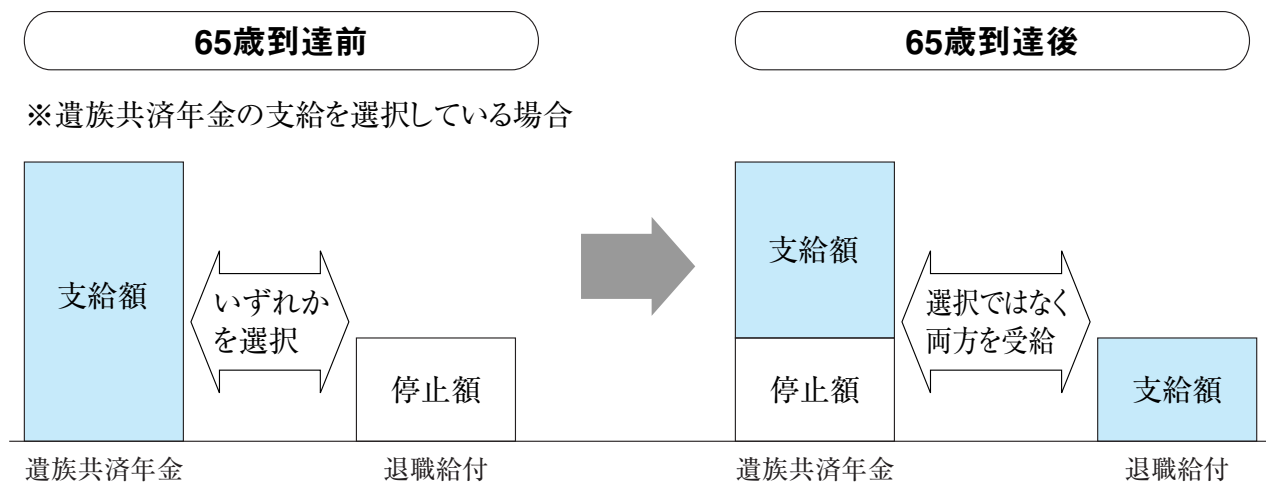 65歳到達前
65歳到達後
※遺族共済年金の支給を選択している場合
支給額
いずれか
を選択
停止額
遺族共済年金
退職給付
支給額
停止額
選択ではなく
両方を受給
支給額
遺族共済年金
退職給付